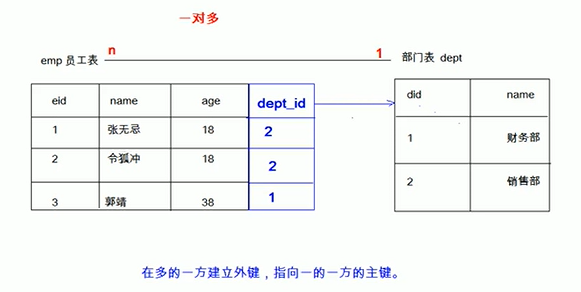 一对多
emp 员工表 n 1 部门表 dept
eid name age dept_id
1 张无忌 18 2
2 令狐冲 18 2
3 郭靖 38 1
did name
1 财务部
2 销售部
在多的一方建立外键，指向一的一方的主键。